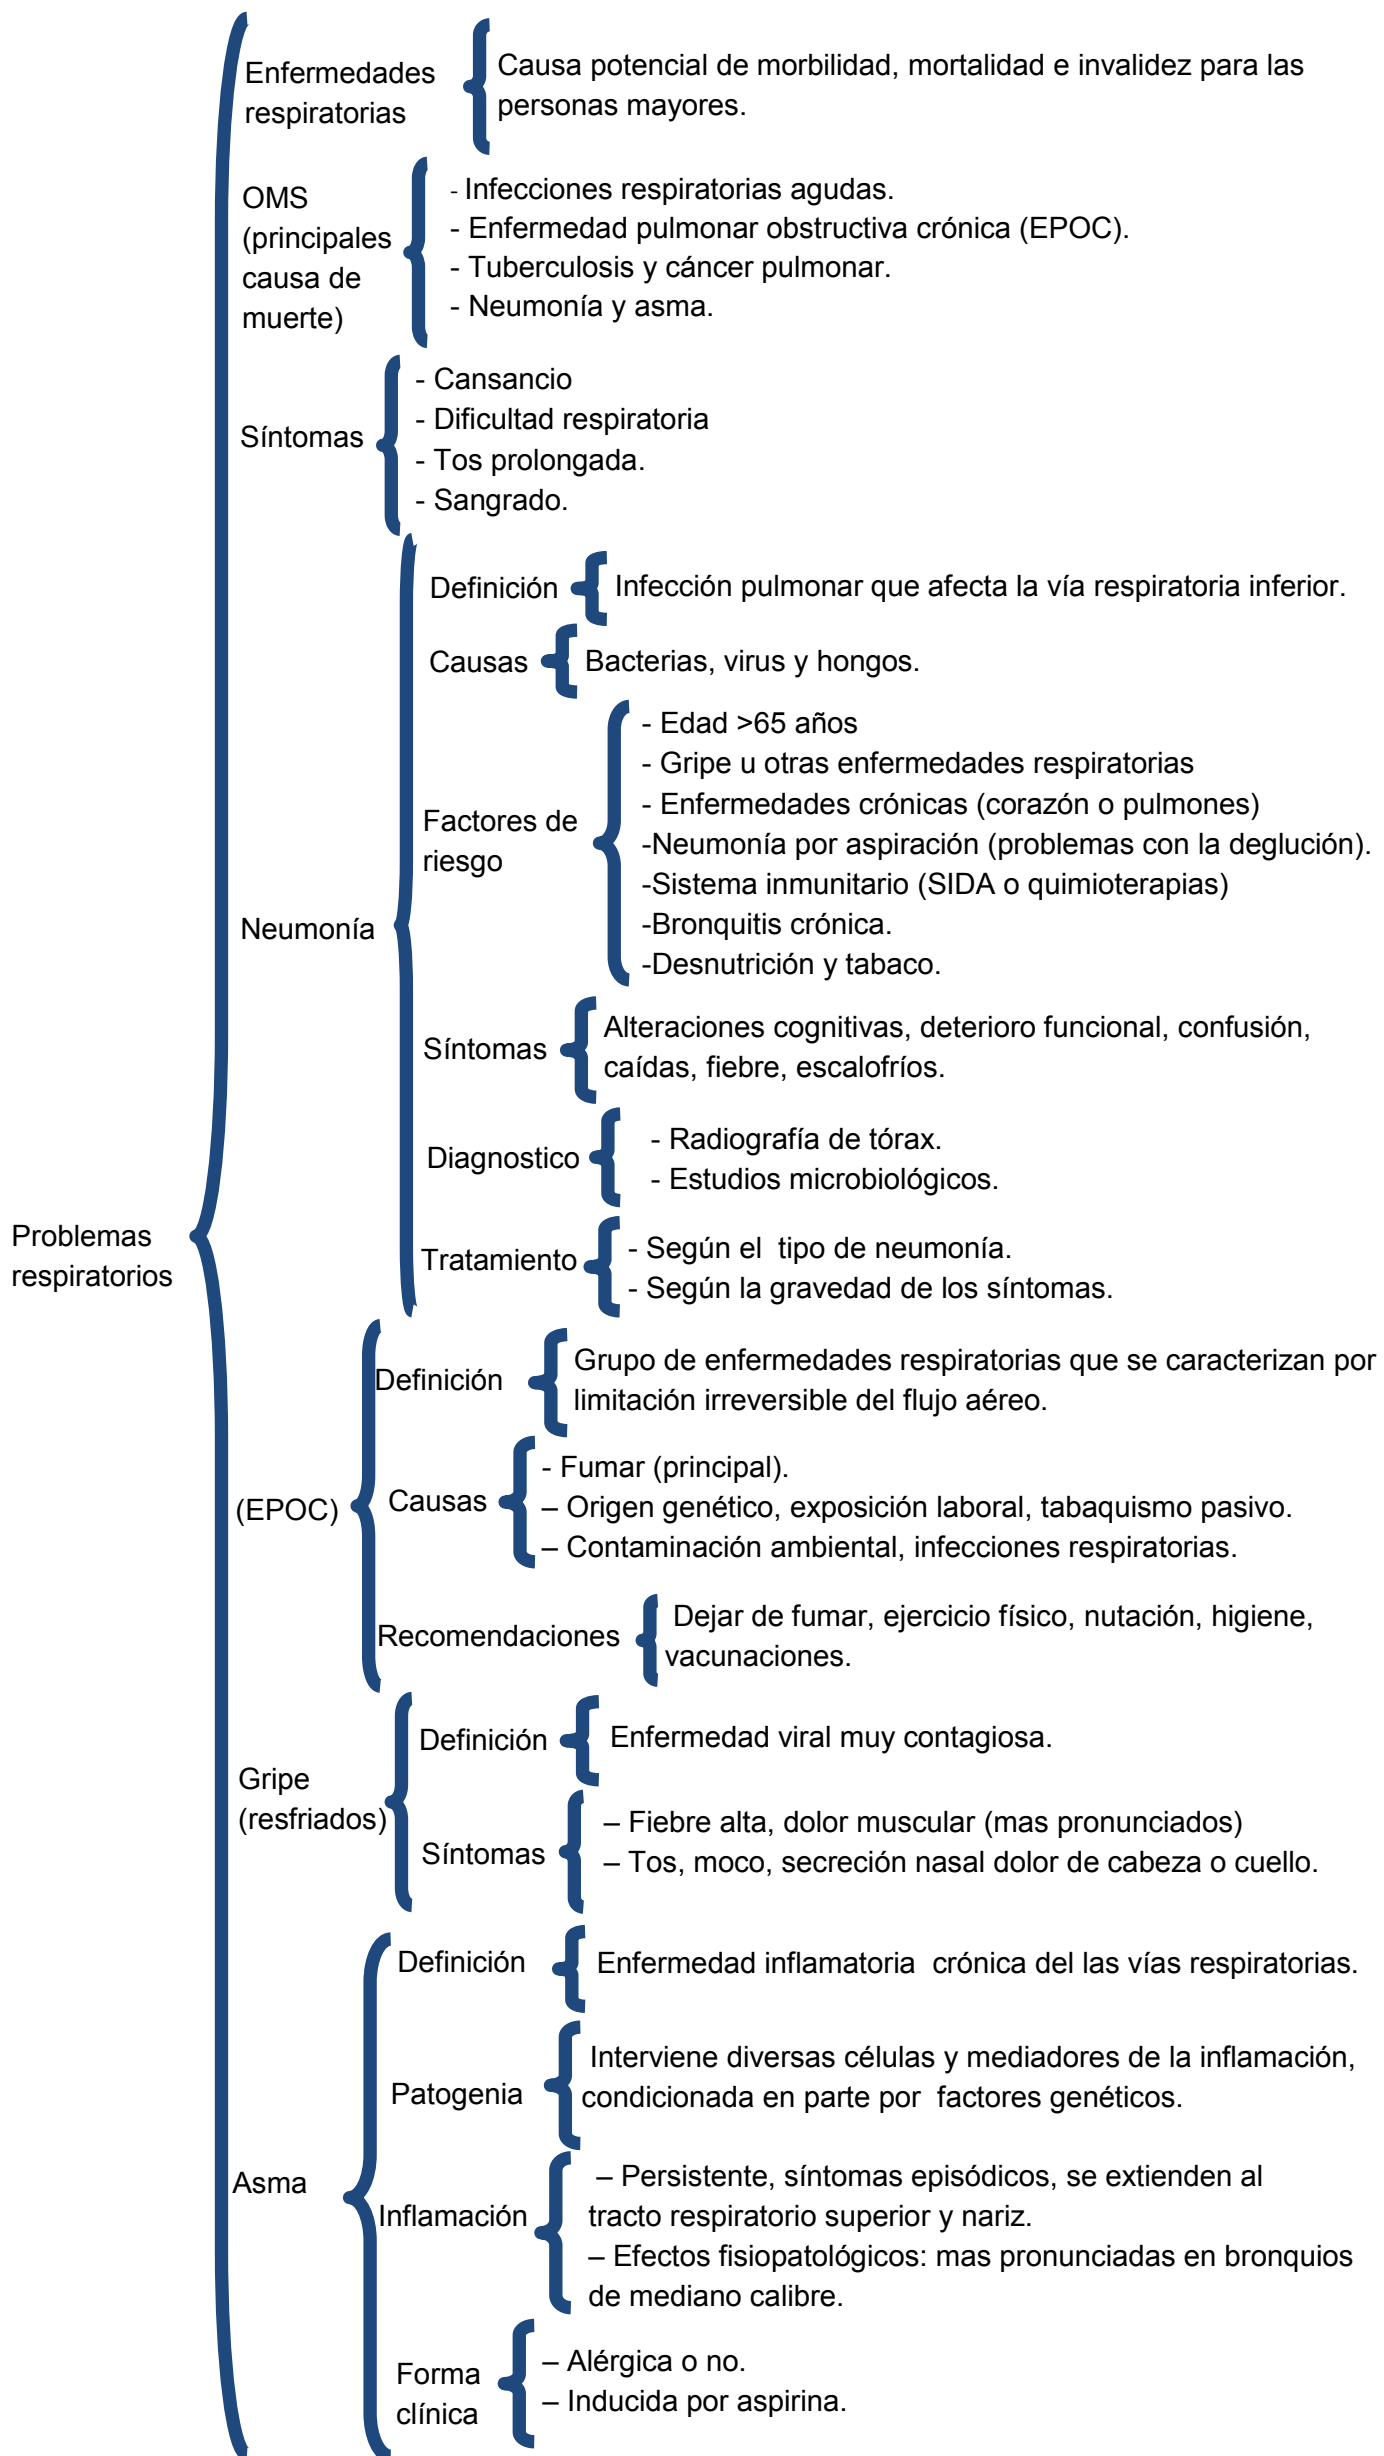 Problemas
respiratorios
Enfermedades
respiratorias
Causa potencial de morbilidad, mortalidad e invalidez para las
personas mayores.
OMS
(principales
causa de
muerte)
- Infecciones respiratorias agudas.
- Enfermedad pulmonar obstructiva crónica (EPOC).
- Tuberculosis y cáncer pulmonar.
- Neumonía y asma.
Síntomas
- Cansancio
- Dificultad respiratoria
- Tos prolongada.
- Sangrado.
Neumonía
Definición
Infección pulmonar que afecta la vía respiratoria inferior.
Causas
Bacterias, virus y hongos.
Factores de
riesgo
- Edad >65 años
- Gripe u otras enfermedades respiratorias
- Enfermedades crónicas (corazón o pulmones)
-Neumonía por aspiración (problemas con la deglución).
-Sistema inmunitario (SIDA o quimioterapias)
-Bronquitis crónica.
-Desnutrición y tabaco.
Síntomas
Alteraciones cognitivas, deterioro funcional, confusión,
caídas, fiebre, escalofríos.
Diagnostico
- Radiografía de tórax.
- Estudios microbiológicos.
Tratamiento
- Según el  tipo de neumonía.
- Según la gravedad de los síntomas.
(EPOC)
Definición
Grupo de enfermedades respiratorias que se caracterizan por
limitación irreversible del flujo aéreo.
Causas
- Fumar (principal).
– Origen genético, exposición laboral, tabaquismo pasivo.
– Contaminación ambiental, infecciones respiratorias.
Recomendaciones
Dejar de fumar, ejercicio físico, nutación, higiene,
vacunaciones.
Gripe
(resfriados)
Definición
Enfermedad viral muy contagiosa.
Síntomas
– Fiebre alta, dolor muscular (mas pronunciados)
– Tos, moco, secreción nasal dolor de cabeza o cuello.
Asma
Definición
Enfermedad inflamatoria  crónica del las vías respiratorias.
Patogenia
Interviene diversas células y mediadores de la inflamación,
condicionada en parte por  factores genéticos.
Inflamación
– Persistente, síntomas episódicos, se extienden al
tracto respiratorio superior y nariz.
– Efectos fisiopatológicos: mas pronunciadas en bronquios
de mediano calibre.
Forma
clínica
– Alérgica o no.
– Inducida por aspirina.